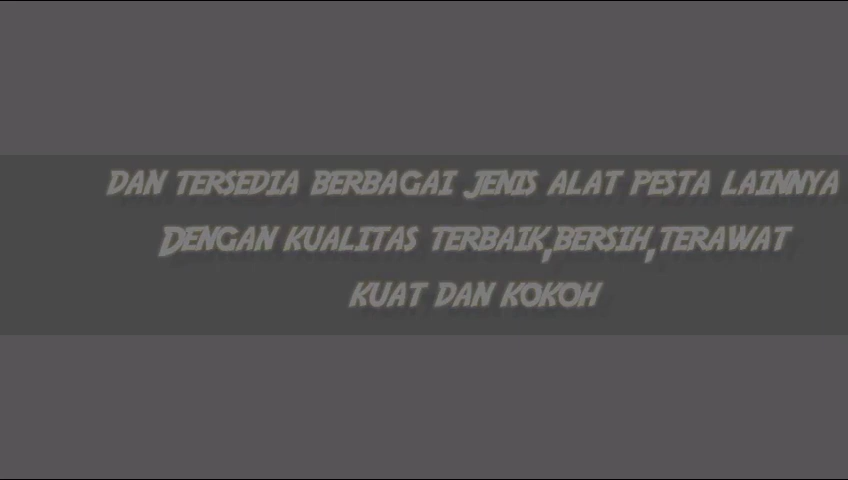 DAN TERSEDIA BERBAGAI JENIS ALAT PESTA LAINNYA
DENGAN KUALITAS TERBAIK,BERSIH,TERAWAT
KUAT DAN KOKOH